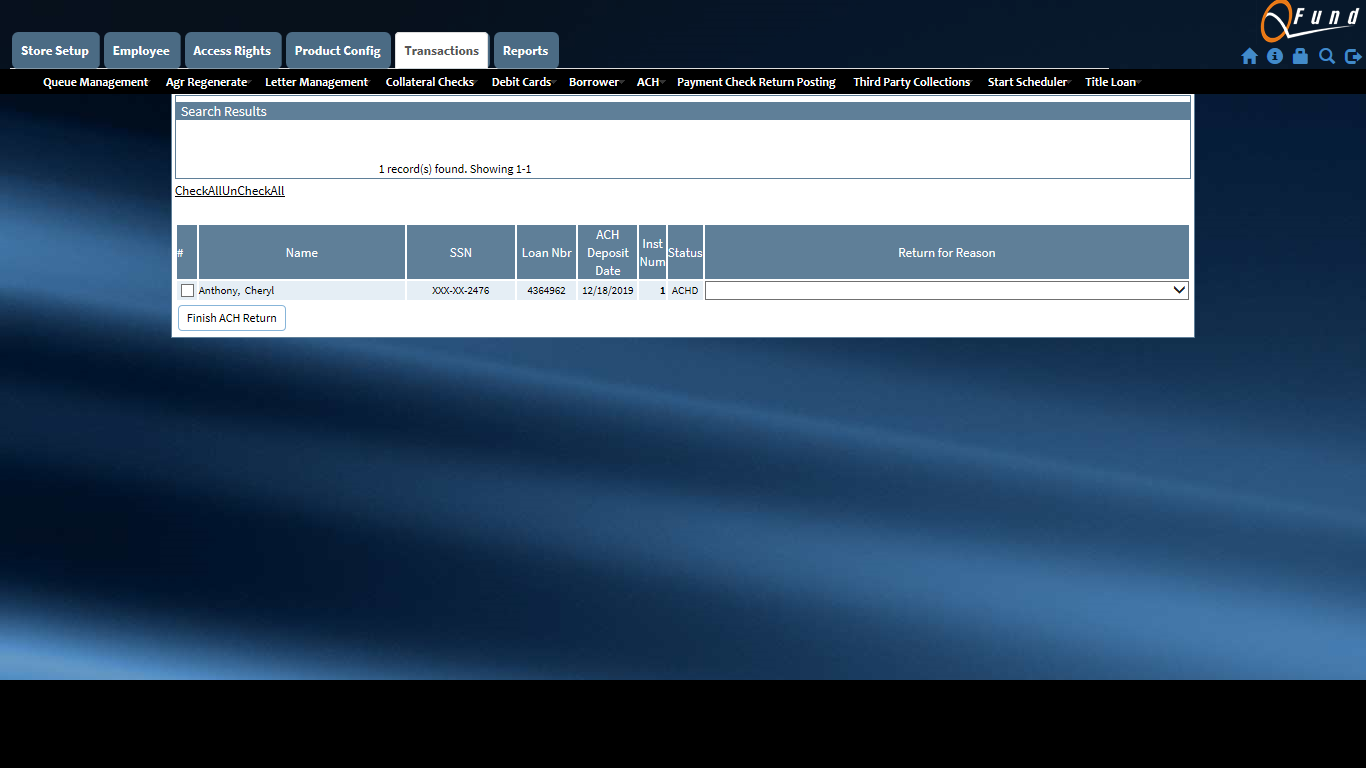 QFund
Store Setup Employee Access Rights Product Config Transactions Reports
Queue Management Agr Regenerate Letter Management Collateral Checks Debit Cards Borrower ACH Payment Check Return Posting Third Party Collections Start Scheduler Title Loan
Search Results
1 record(s) found. Showing 1-1
CheckAllUnCheckAll
# Name SSN Loan Nbr ACH Deposit Date Inst Num Status Return for Reason
Anthony, Cheryl XXX-XX-2476 4364962 12/18/2019 1 ACHD
Finish ACH Return